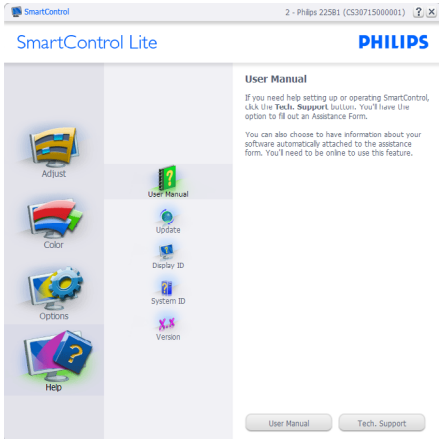 SmartControl
2 - Philips 225B1 (CS30715000001)
? X
SmartControl Lite
PHILIPS
Adjust
Color
Options
Help
User Manual
Update
Display ID
System ID
X.X
Version
User Manual
If you need help setting up or operating SmartControl,
click the Tech. Support button. You'll have the
option to fill out an Assistance Form.
You can also choose to have information about your
software automatically attached to the assistance
form. You'll need to be online to use this feature.
User Manual
Tech. Support